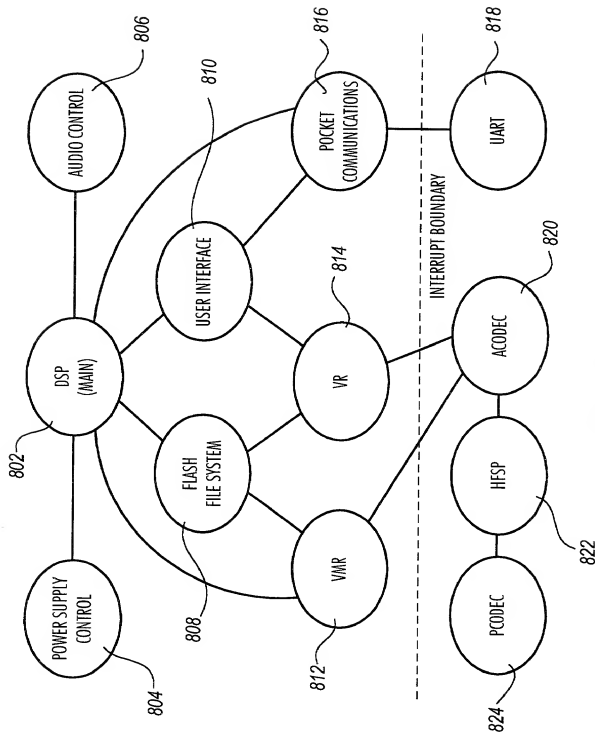 806
AUDIO CONTROL
816
POCKET
COMMUNICATIONS
818
UART
810
USER INTERFACE
INTERRUPT BOUNDARY
820
ACODEC
814
VR
DSP
(MAIN)
802
FLASH
FILE SYSTEM
808
HFSP
822
VMR
812
POWER SUPPLY
CONTROL
804
PCODEC
824